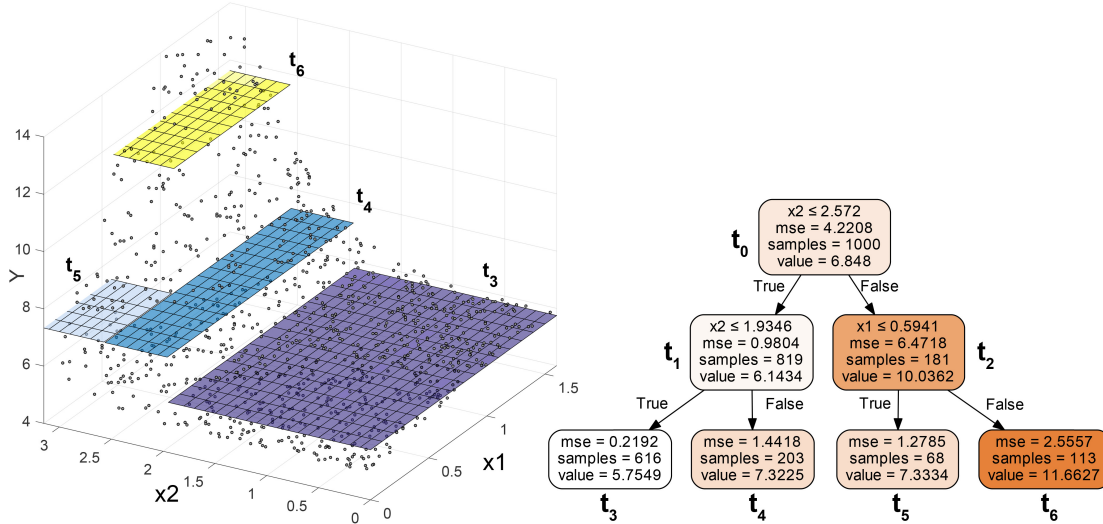 t6
14
12
10
8
6
4
Y
t4
t5
t3
3
2.5
2
1.5
1
0.5
0
x2
0
0.5
1
1.5
x1
x2 ≤ 2.572
mse = 4.2208
samples = 1000
value = 6.848
t0
True
False
x2 ≤ 1.9346
mse = 0.9804
samples = 819
value = 6.1434
t1
x1 ≤ 0.5941
mse = 6.4718
samples = 181
value = 10.0362
t2
True
False
True
False
mse = 0.2192
samples = 616
value = 5.7549
t3
mse = 1.4418
samples = 203
value = 7.3225
t4
mse = 1.2785
samples = 68
value = 7.3334
t5
mse = 2.5557
samples = 113
value = 11.6627
t6